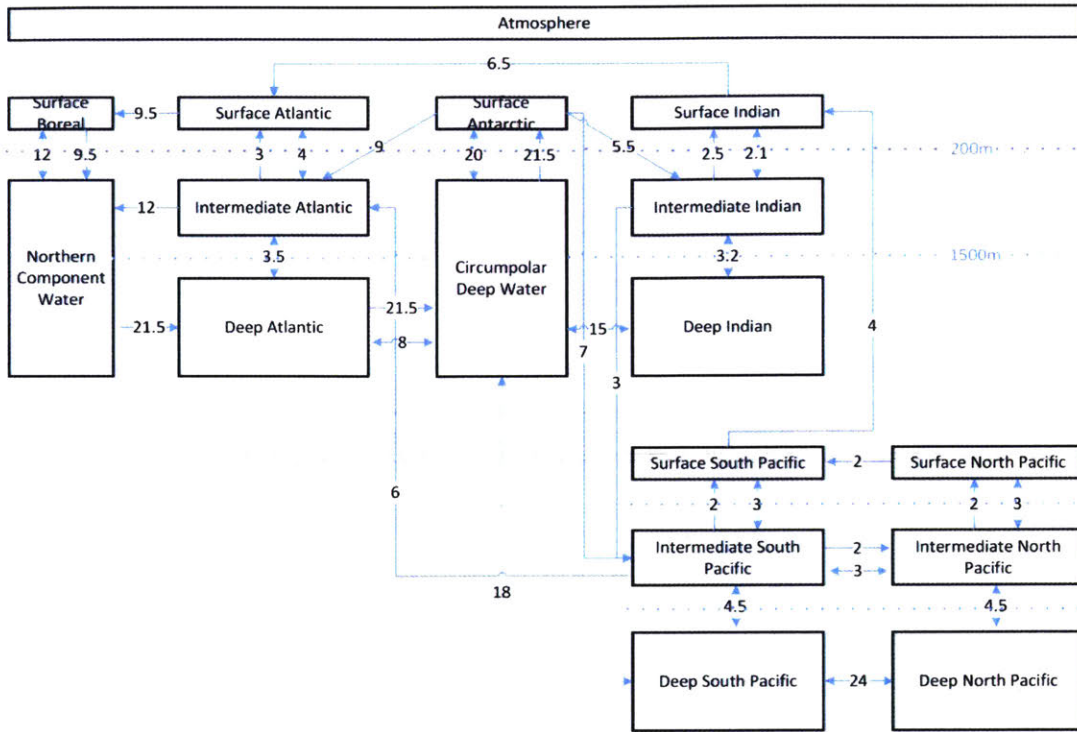 Atmosphere
6.5
Surface
Boreal
9.5
Surface Atlantic
Surface
Antarctic
Surface Indian
12
9.5
3
4
9
20
21.5
5.5
2.5
2.1
200m
12
Intermediate Atlantic
Intermediate Indian
Northern
Component
Water
3.5
Circumpolar
Deep Water
3.2
1500m
21.5
Deep Atlantic
21.5
8
15
Deep Indian
4
7
3
Surface South Pacific
2
Surface North Pacific
6
2
3
2
3
Intermediate South
Pacific
2
3
Intermediate North
Pacific
18
4.5
4.5
Deep South Pacific
24
Deep North Pacific